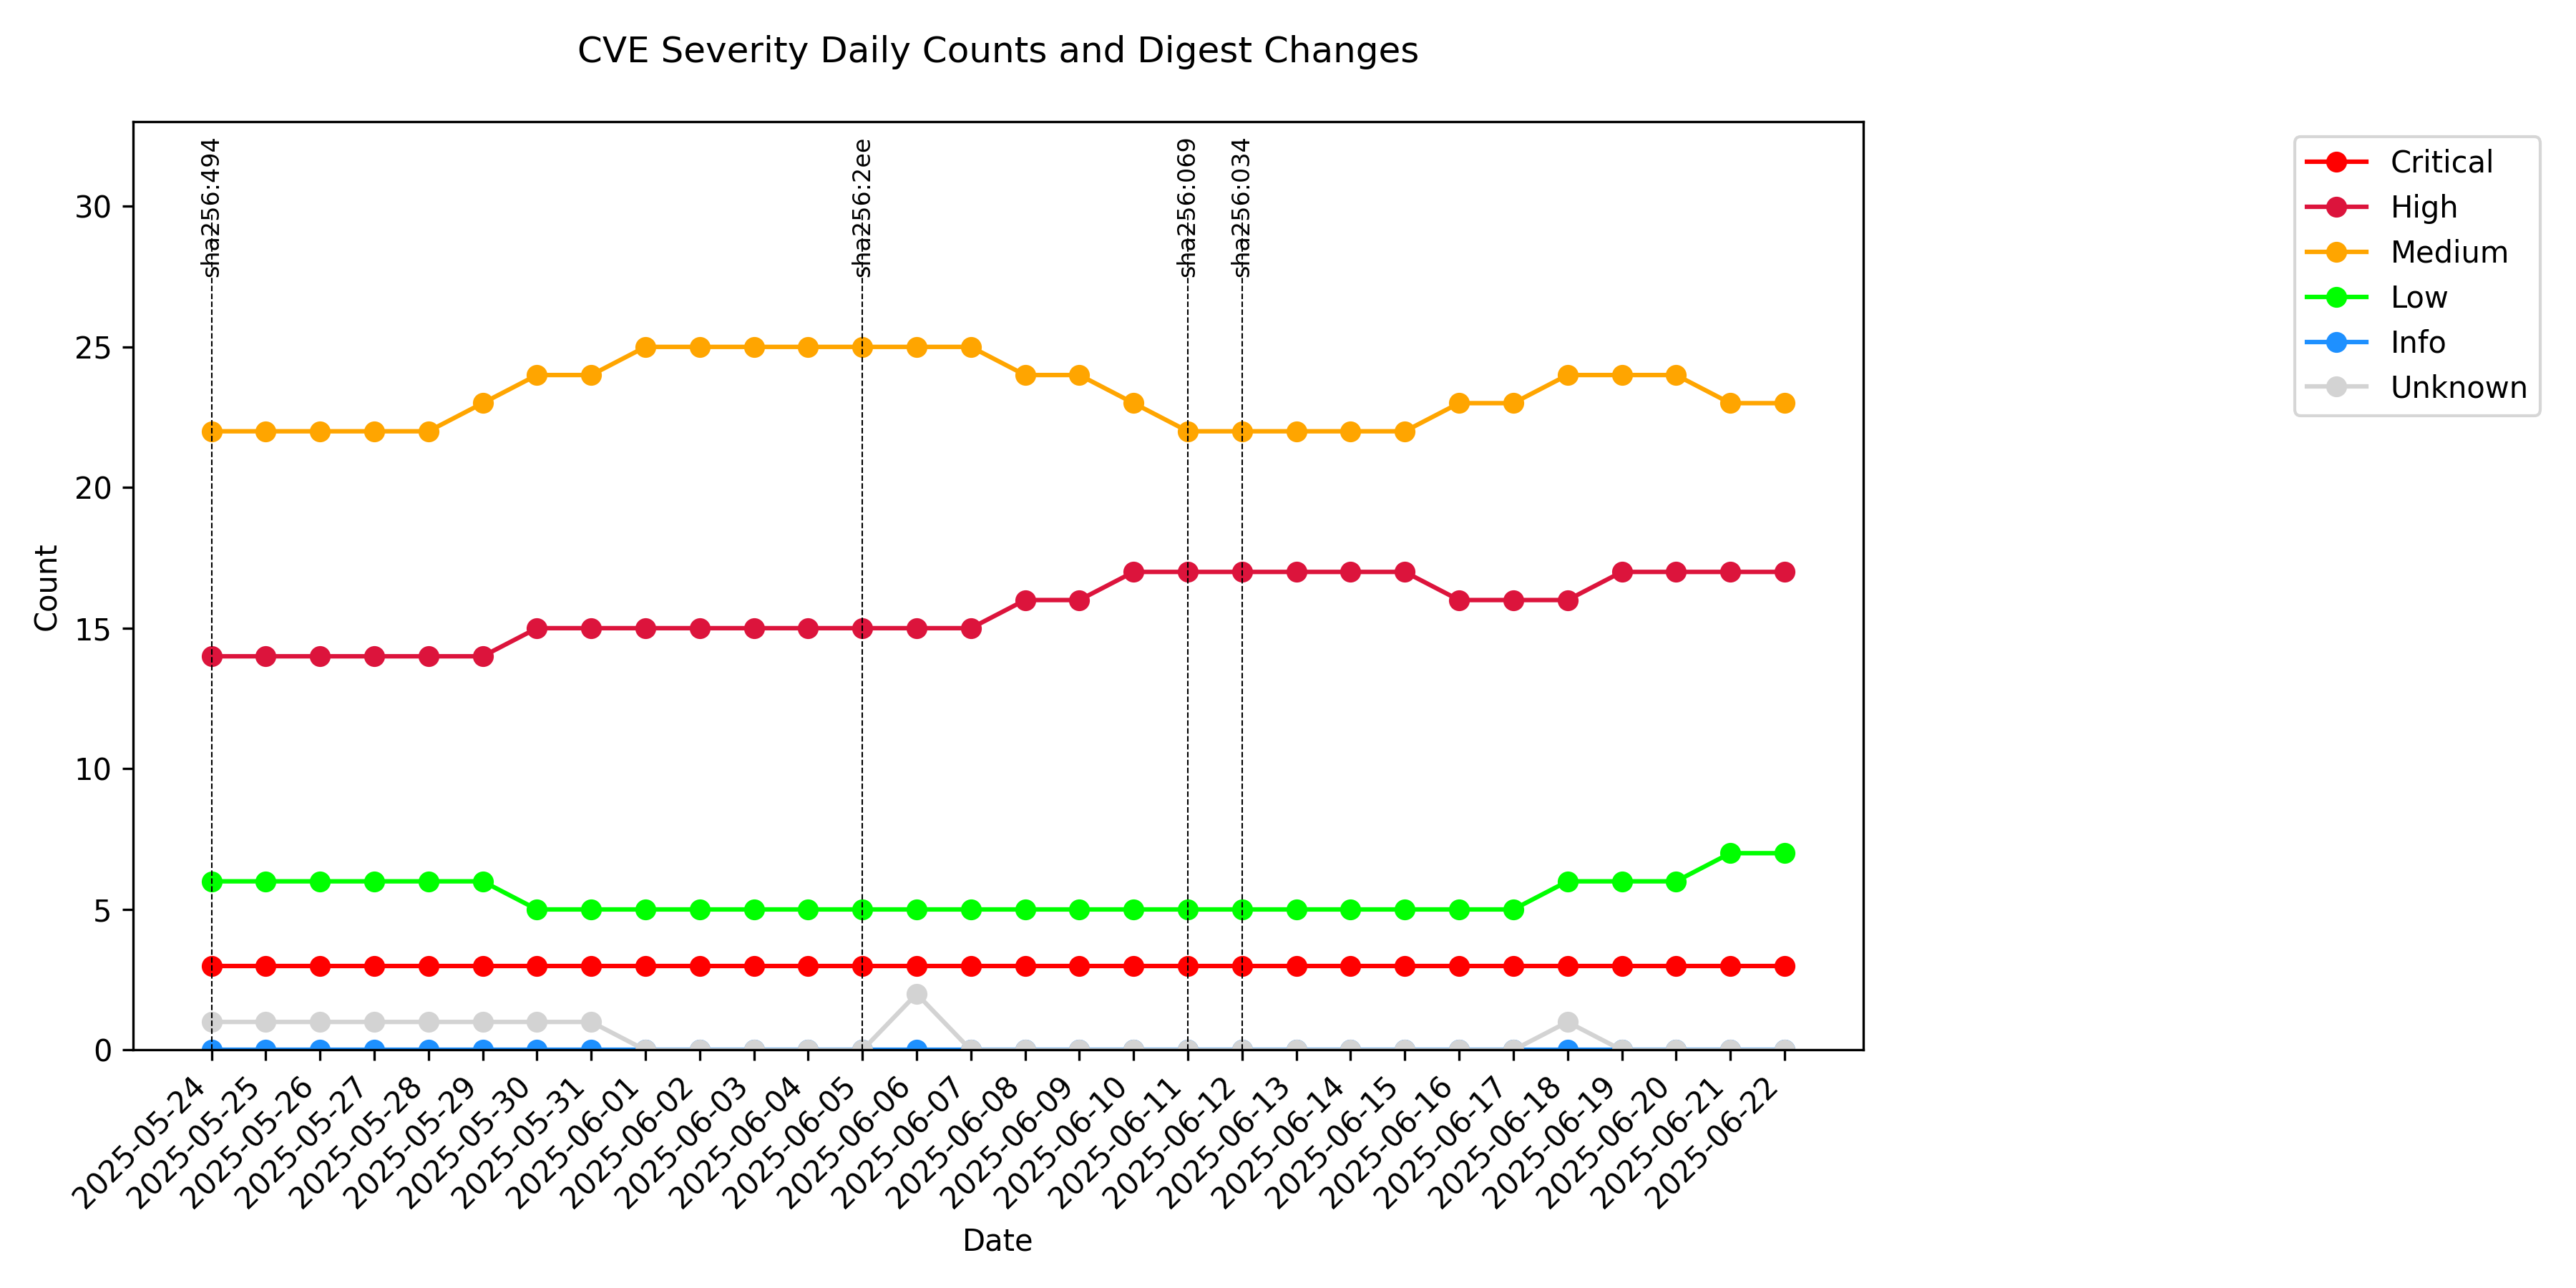 CVE Severity Daily Counts and Digest Changes
sha256:494
sha256:2ee
sha256:069
sha256:034
Critical
High
Medium
Low
Info
Unknown
Count
30
25
20
15
10
5
0
2025-05-24
2025-05-25
2025-05-26
2025-05-27
2025-05-28
2025-05-29
2025-05-30
2025-05-31
2025-06-01
2025-06-02
2025-06-03
2025-06-04
2025-06-05
2025-06-06
2025-06-07
2025-06-08
2025-06-09
2025-06-10
2025-06-11
2025-06-12
2025-06-13
2025-06-14
2025-06-15
2025-06-16
2025-06-17
2025-06-18
2025-06-19
2025-06-20
2025-06-21
2025-06-22
Date